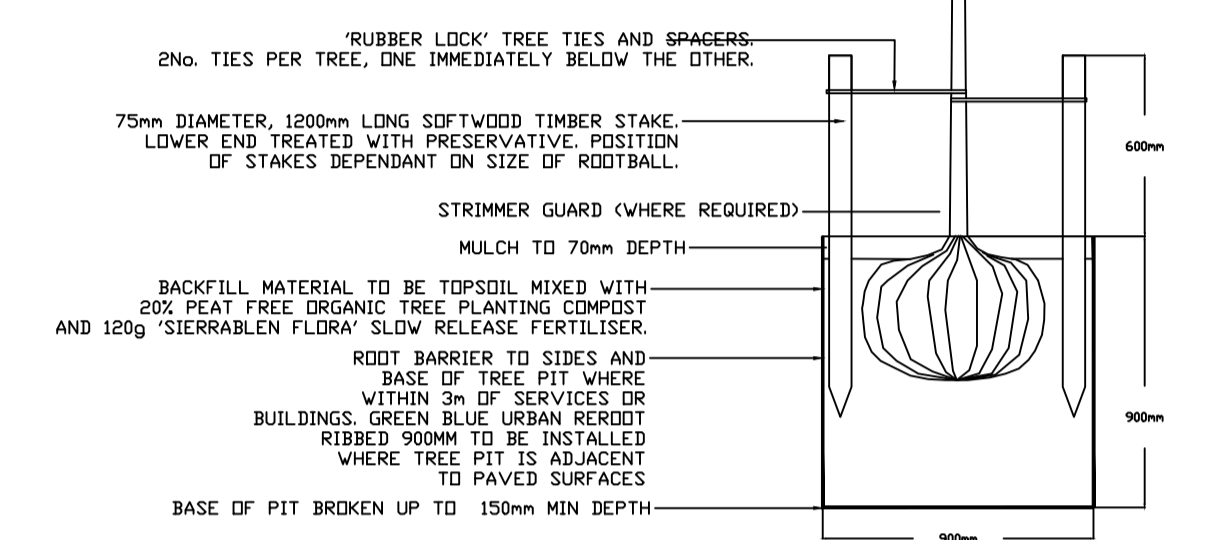 'RUBBER LOCK' TREE TIES AND SPACERS.
2No. TIES PER TREE, ONE IMMEDIATELY BELOW THE OTHER.
75mm DIAMETER, 1200mm LONG SOFTWOOD TIMBER STAKE.
LOWER END TREATED WITH PRESERVATIVE. POSITION
OF STAKES DEPENDANT ON SIZE OF ROOTBALL.
600mm
STRIMMER GUARD (WHERE REQUIRED)
MULCH TO 70mm DEPTH
BACKFILL MATERIAL TO BE TOPSOIL MIXED WITH
20% PEAT FREE ORGANIC TREE PLANTING COMPOST
AND 120g 'SIERRABLEN FLORA' SLOW RELEASE FERTILISER.
ROOT BARRIER TO SIDES AND
BASE OF TREE PIT WHERE
WITHIN 3m OF SERVICES OR
BUILDINGS. GREEN BLUE URBAN REROOT
RIBBED 900MM TO BE INSTALLED
WHERE TREE PIT IS ADJACENT
TO PAVED SURFACES
900mm
BASE OF PIT BROKEN UP TO 150mm MIN DEPTH
900mm